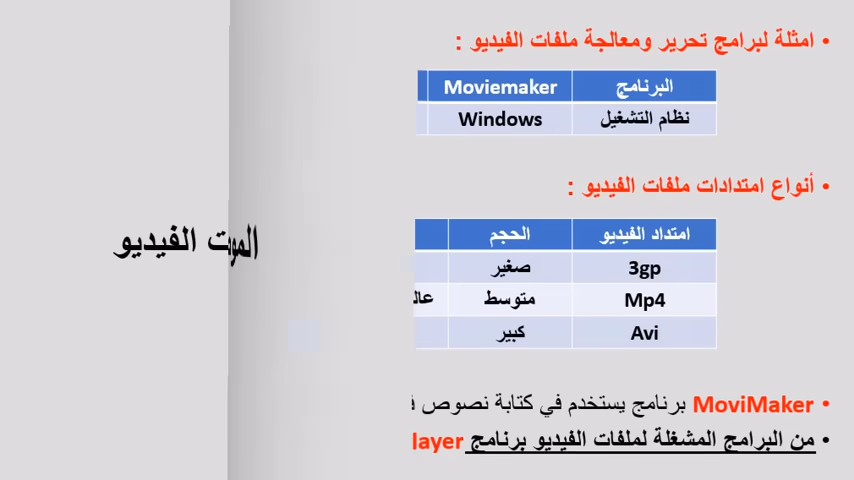 • امثلة لبرامج تحرير ومعالجة ملفات الفيديو :
البرنامج Moviemaker
نظام التشغيل Windows
• أنواع امتدادات ملفات الفيديو :
امتداد الفيديو الحجم
3gp صغير
Mp4 متوسط
Avi كبير
• MoviMaker برنامج يستخدم في كتابة نصوص
• من البرامج المشغلة لملفات الفيديو برنامج layer
الفيديو